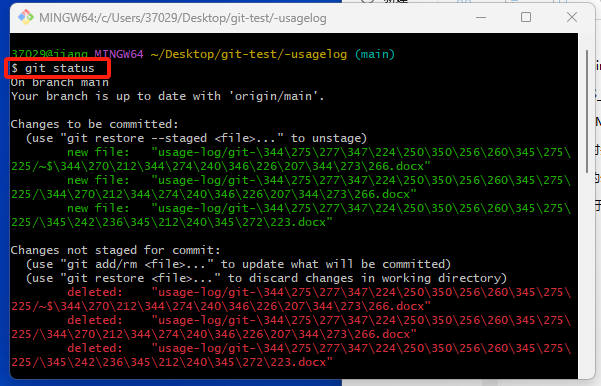 MINGW64:/c/Users/37029/Desktop/git-test/-usagelog
37029@jiang MINGW64 ~/Desktop/git-test/-usagelog (main)
$ git status
On branch main
Your branch is up to date with 'origin/main'.
Changes to be committed:
(use "git restore --staged <file>..." to unstage)
new file: "usage-log/git-\344\275\277\347\224\250\350\256\260\345\275\
225/~$\344\270\212\344\274\240\346\226\207\344\273\266.docx"
new file: "usage-log/git-\344\275\277\347\224\250\350\256\260\345\275\
225/\344\270\212\344\274\240\346\226\207\344\273\266.docx"
new file: "usage-log/git-\344\275\277\347\224\250\350\256\260\345\275\
225/\345\242\236\345\212\240\345\272\223.docx"
Changes not staged for commit:
(use "git add/rm <file>..." to update what will be committed)
(use "git restore <file>..." to discard changes in working directory)
deleted: "usage-log/git-\344\275\277\347\224\250\350\256\260\345\275\
225/~$\344\270\212\344\274\240\346\226\207\344\273\266.docx"
deleted: "usage-log/git-\344\275\277\347\224\250\350\256\260\345\275\
225/\344\270\212\344\274\240\346\226\207\344\273\266.docx"
deleted: "usage-log/git-\344\275\277\347\224\250\350\256\260\345\275\
225/\345\242\236\345\212\240\345\272\223.docx"